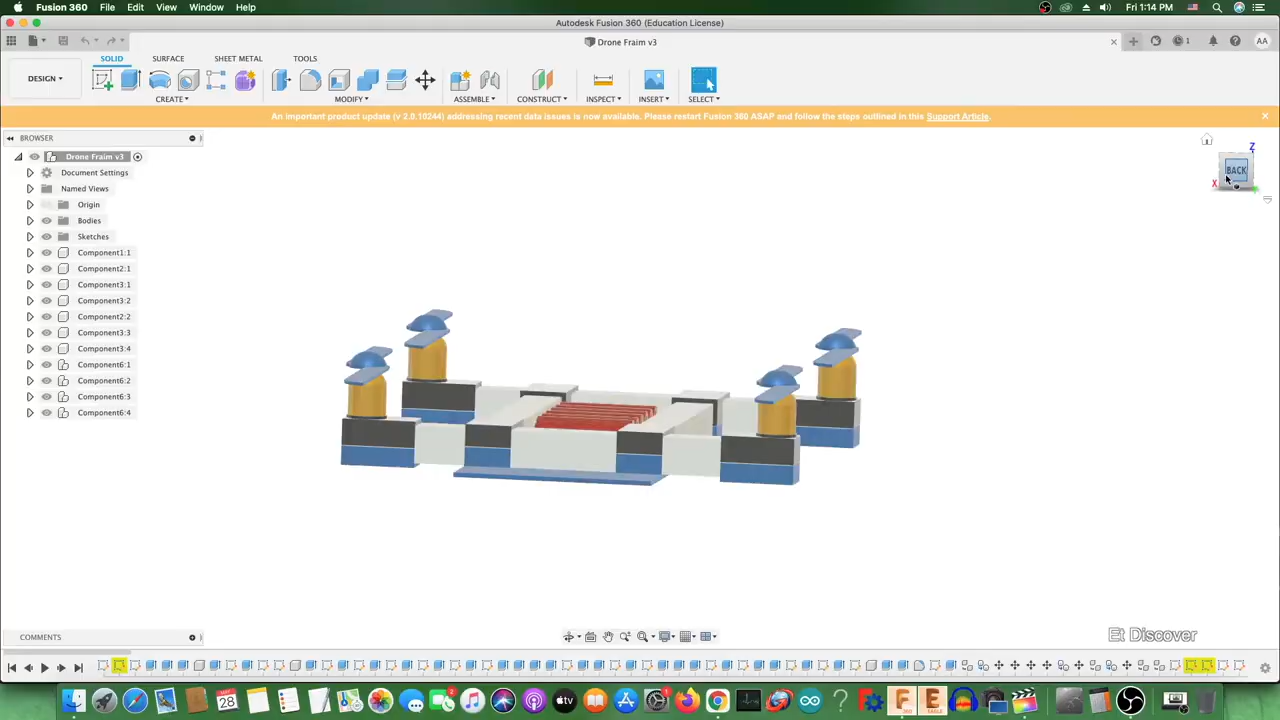 Fusion 360 File Edit View Window Help Fri 1:14 PM
Autodesk Fusion 360 (Education License)
Drone Fraim v3
1
AA
SOLID SURFACE SHEET METAL TOOLS
DESIGN
CREATE MODIFY ASSEMBLE CONSTRUCT INSPECT INSERT SELECT
An important product update (v 2.0.10244) addressing recent data issues is now available. Please restart Fusion 360 ASAP and follow the steps outlined in this Support Article.
BROWSER
Z
BACK
X
Drone Fraim v3
Document Settings
Named Views
Origin
Bodies
Sketches
Component1:1
Component2:1
Component3:1
Component3:2
Component2:2
Component3:3
Component3:4
Component6:1
Component6:2
Component6:3
Component6:4
COMMENTS
Et Discover